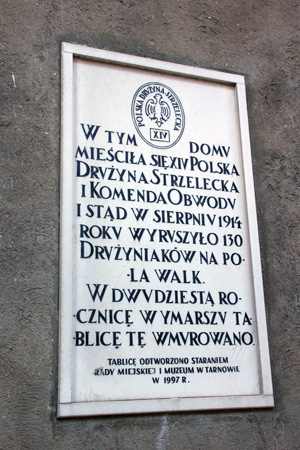 POLSKA DRUŻYNA STRZELECKA
XIV
W TYM DOMU
MIEŚCIŁA SIĘ XIV POLSKA
DRUŻYNA STRZELECKA
I KOMENDA OBWODU
I STĄD W SIERPNIU 1914
ROKU WYRUSZYŁO 130
DRUŻYNIAKÓW NA PO-
LA WALK.
W DWUDZIESTĄ RO-
CZNICĘ WYMARSZU TA-
BLICĘ TĘ WMUROWANO.
TABLICĘ ODTWORZONO STARANIEM
RADY MIEJSKIEJ I MUZEUM W TARNOWIE
W 1997 R.